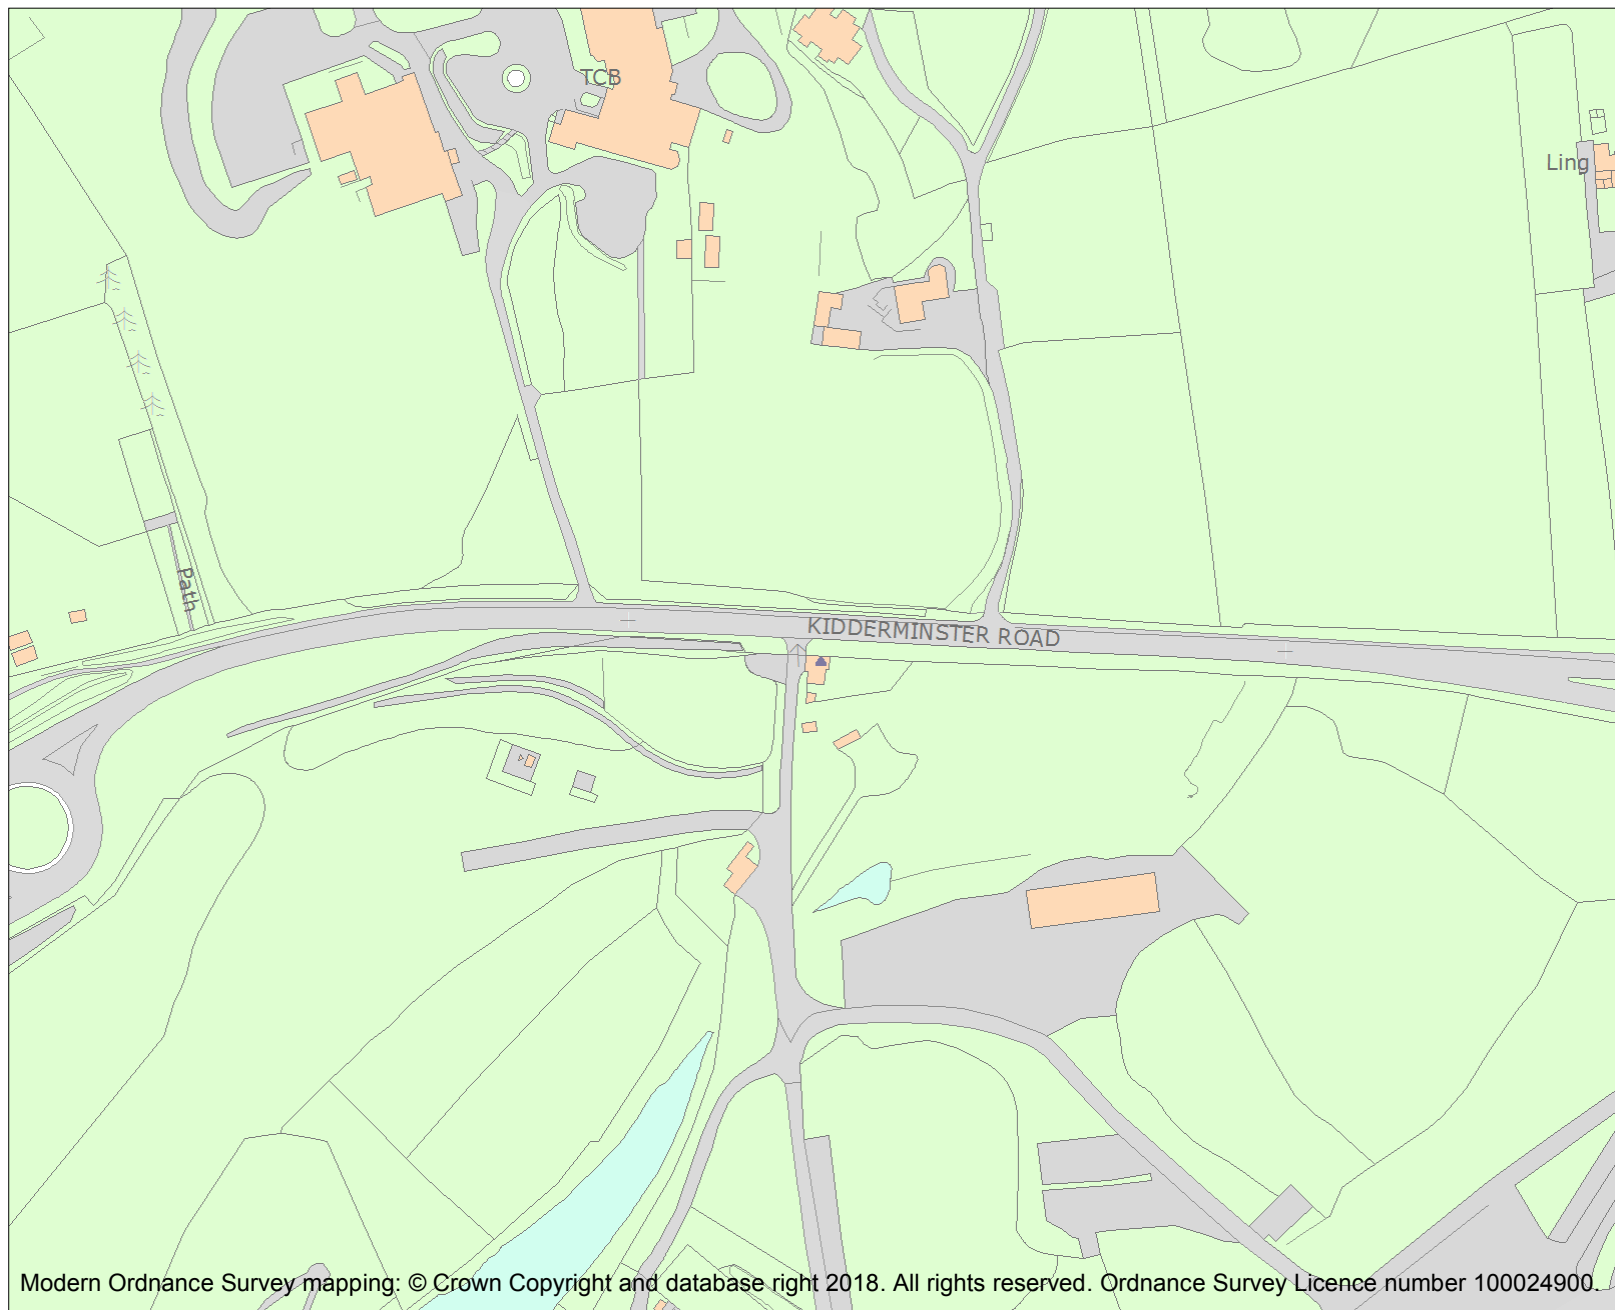 TCB
Ling
Path
KIDDERMINSTER ROAD
Modern Ordnance Survey mapping: © Crown Copyright and database right 2018. All rights reserved. Ordnance Survey Licence number 100024900.